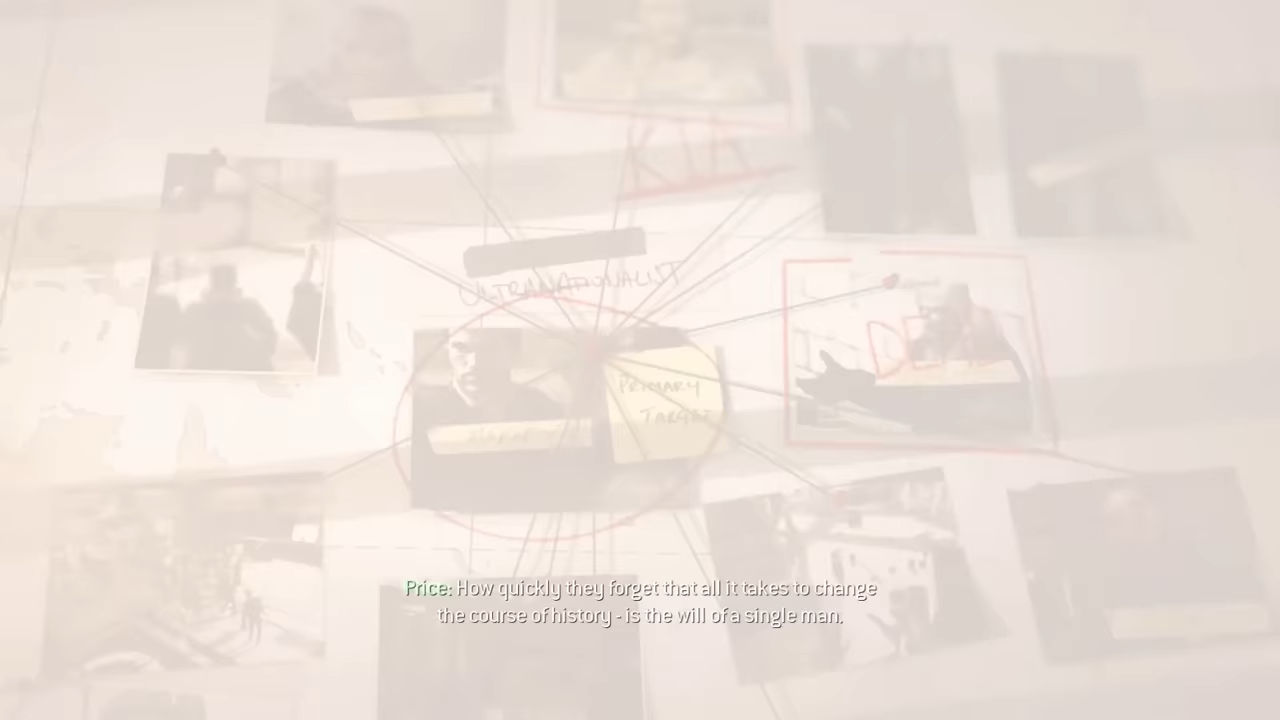 KIA
ULTRANATIONALIST
PRIMARY
TARGET
Price: How quickly they forget that all it takes to change
the course of history - is the will of a single man.